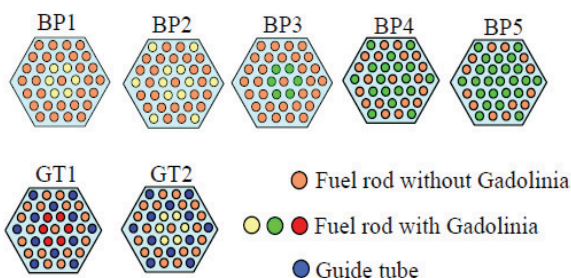 BP1 BP2 BP3 BP4 BP5
GT1 GT2
Fuel rod without Gadolinia
Fuel rod with Gadolinia
Guide tube